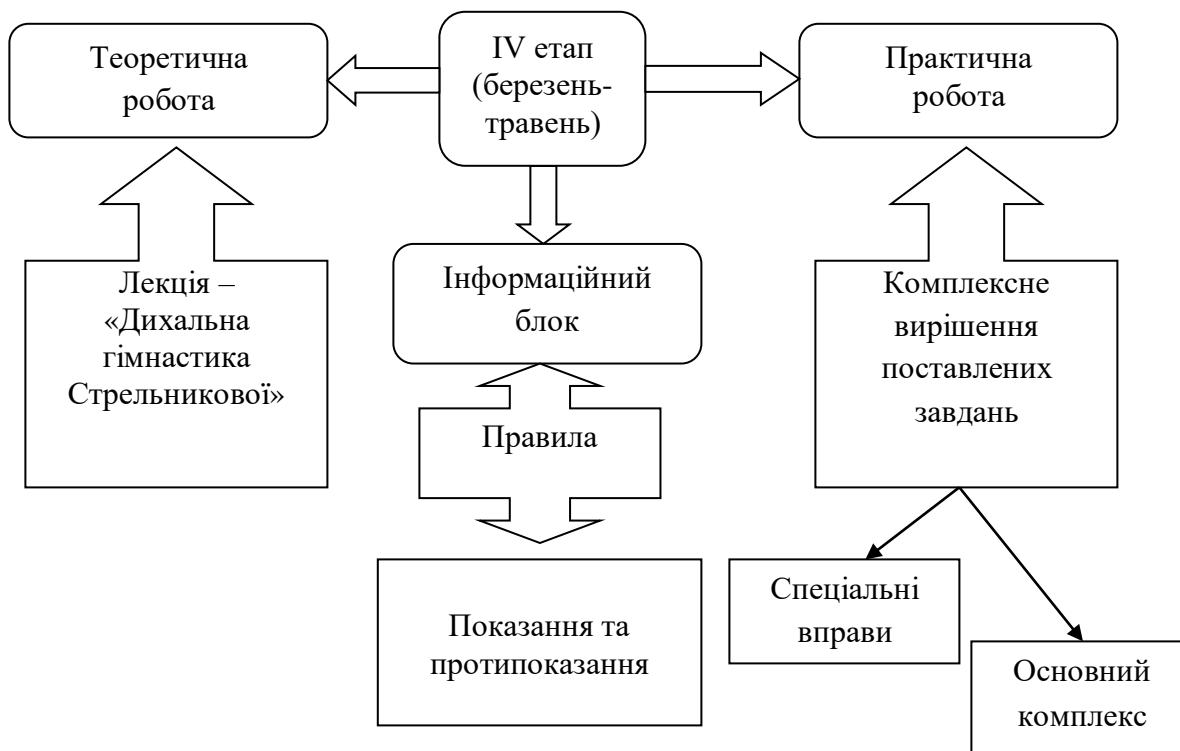 Теоретична
робота
IV етап
(березень-
травень)
Практична
робота
Лекція –
«Дихальна
гімнастика
Стрельникової»
Інформаційний
блок
Комплексне
вирішення
поставлених
завдань
Правила
Показання та
протипоказання
Спеціальні
вправи
Основний
комплекс